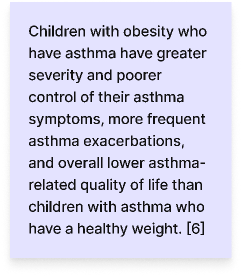 Children with obesity who
have asthma have greater
severity and poorer
control of their asthma
symptoms, more frequent
asthma exacerbations,
and overall lower asthma-
related quality of life than
children with asthma who
have a healthy weight. [6]